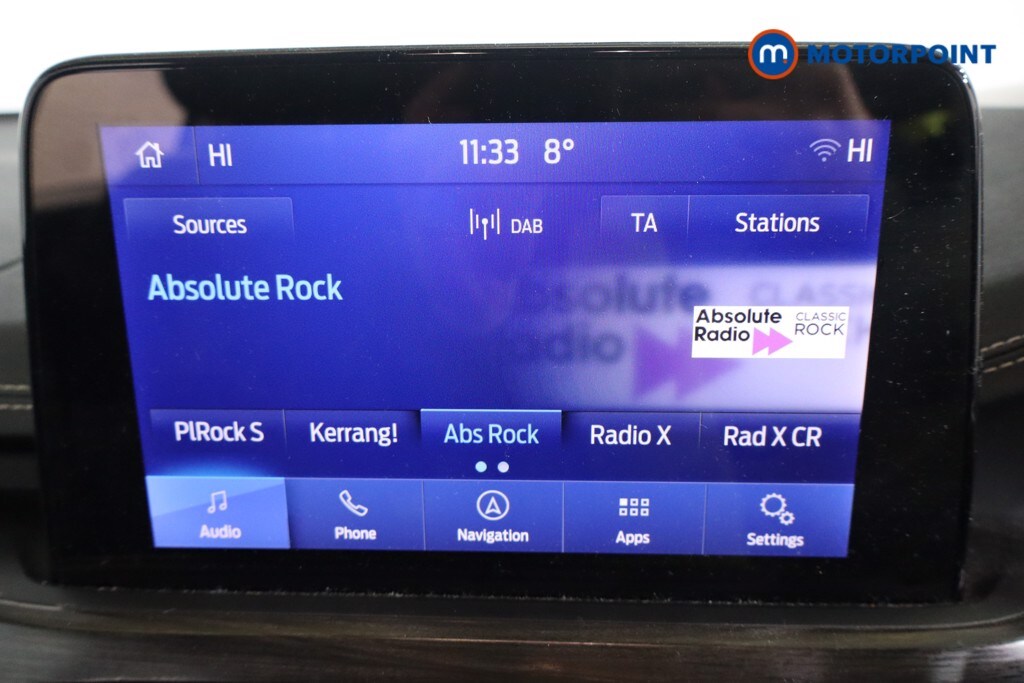 m MOTORPOINT
HI 11:33 8° HI
Sources DAB TA Stations
Absolute Rock
Absolute Radio CLASSIC ROCK
PlRock S Kerrang! Abs Rock Radio X Rad X CR
Audio Phone Navigation Apps Settings